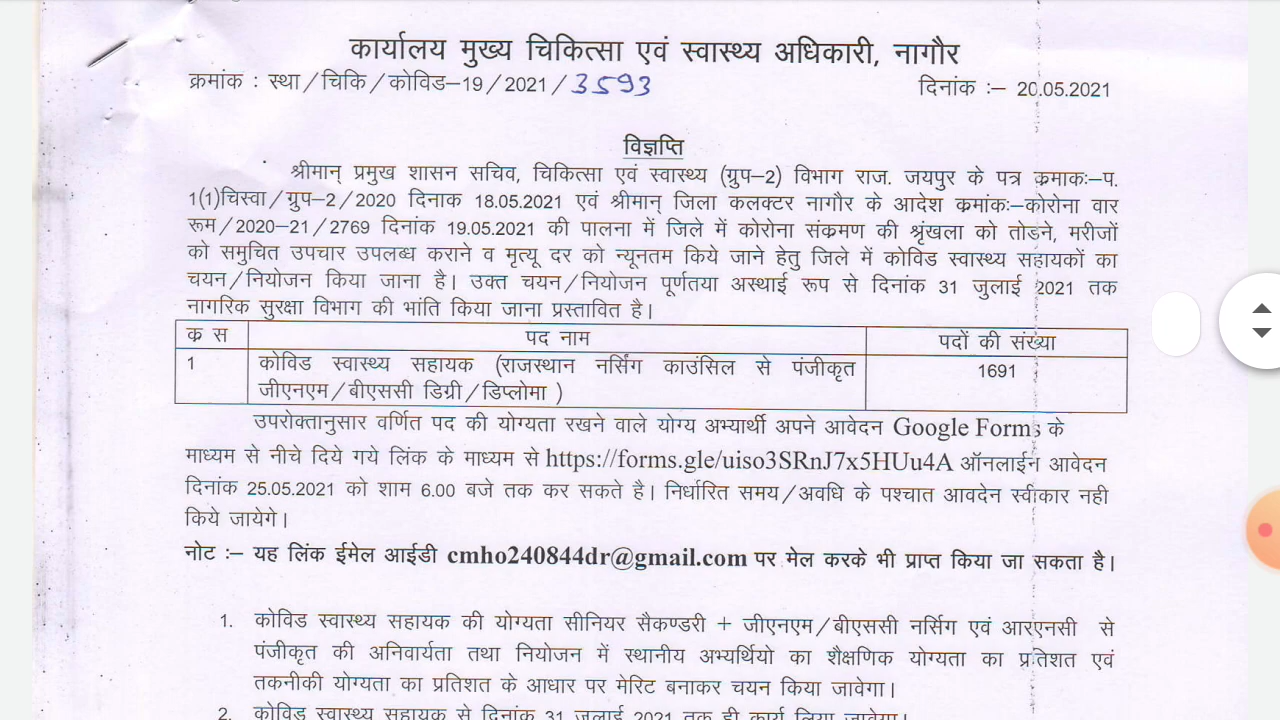 कार्यालय मुख्य चिकित्सा एवं स्वास्थ्य अधिकारी, नागौर
क्रमांक : स्था/चिकि/कोविड–19/2021/3593 दिनांक :– 20.05.2021
विज्ञप्ति
श्रीमान् प्रमुख शासन सचिव, चिकित्सा एवं स्वास्थ्य (ग्रुप–2) विभाग राज. जयपुर के पत्र क्रमाकः–प.
1(1)चिस्वा/ग्रुप–2/2020 दिनाक 18.05.2021 एवं श्रीमान् जिला कलक्टर नागौर के आदेश क्रमांकः–कोरोना वार
रूम/2020–21/2769 दिनांक 19.05.2021 की पालना में जिले में कोरोना संक्रमण की श्रृंखला को तोडने, मरीजों
को समुचित उपचार उपलब्ध कराने व मृत्यू दर को न्यूनतम किये जाने हेतु जिले में कोविड स्वास्थ्य सहायकों का
चयन/नियोजन किया जाना है। उक्त चयन/नियोजन पूर्णतया अस्थाई रूप से दिनांक 31 जुलाई 2021 तक
नागरिक सुरक्षा विभाग की भांति किया जाना प्रस्तावित है।
क्र स पद नाम पदों की संख्या
1 कोविड स्वास्थ्य सहायक (राजस्थान नर्सिंग काउंसिल से पंजीकृत 1691
जीएनएम/बीएससी डिग्री/डिप्लोमा )
उपरोक्तानुसार वर्णित पद की योग्यता रखने वाले योग्य अभ्यार्थी अपने आवेदन Google Forms के
माध्यम से नीचे दिये गये लिंक के माध्यम से https://forms.gle/uiso3SRnJ7x5HUu4A ऑनलाईन आवेदन
दिनांक 25.05.2021 को शाम 6.00 बजे तक कर सकते है। निर्धारित समय/अवधि के पश्चात आवदेन स्वीकार नही
किये जायेगे।
नोट :– यह लिंक ईमेल आईडी cmho240844dr@gmail.com पर मेल करके भी प्राप्त किया जा सकता है।
1. कोविड स्वास्थ्य सहायक की योग्यता सीनियर सैकण्डरी + जीएनएम/बीएससी नर्सिग एवं आरएनसी से
पंजीकृत की अनिवार्यता तथा नियोजन में स्थानीय अभ्यर्थियो का शैक्षणिक योग्यता का प्रतिशत एवं
तकनीकी योग्यता का प्रतिशत के आधार पर मेरिट बनाकर चयन किया जावेगा।
2. कोविड स्वास्थ्य सहायक से दिनांक 31 जुलाई 2021 तक ही कार्य लिया जावेगा।